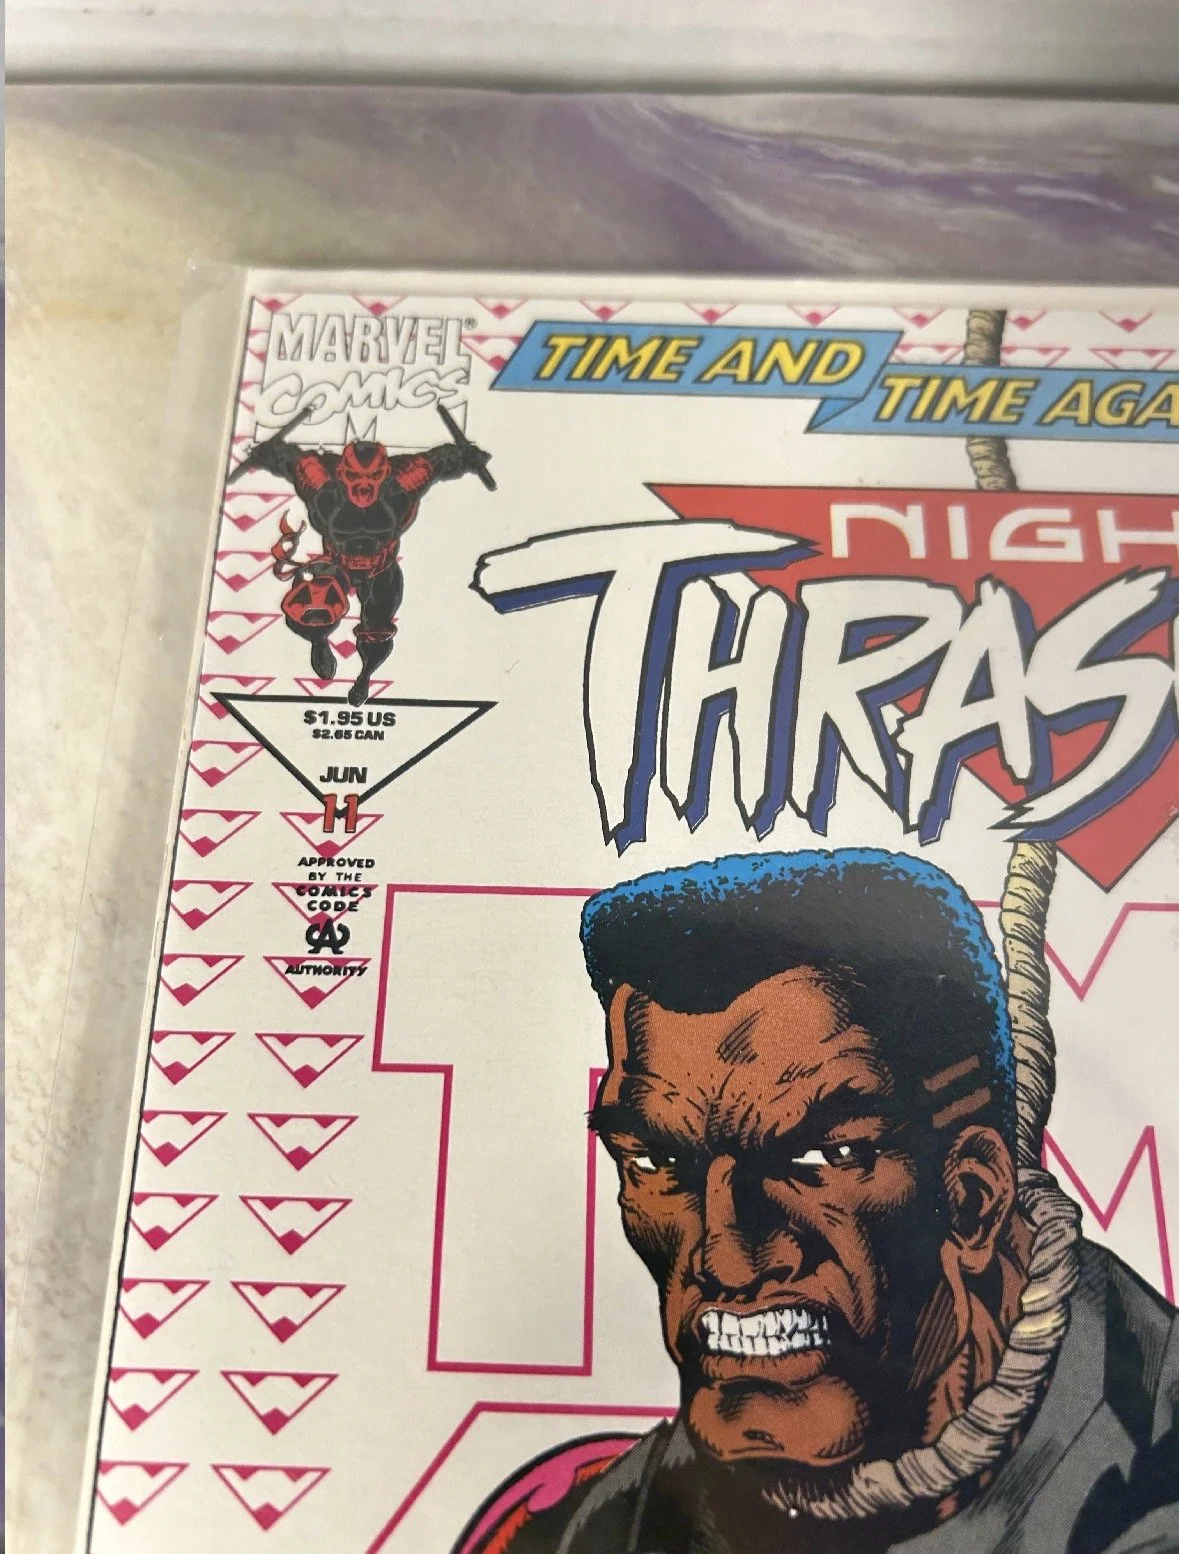 MARVEL®
COMICS
M
TIME AND
TIME AGA
NIGH
THRAS
$1.95 US
$2.65 CAN
JUN
11
APPROVED
BY THE
COMICS
CODE
CA
AUTHORITY
T M